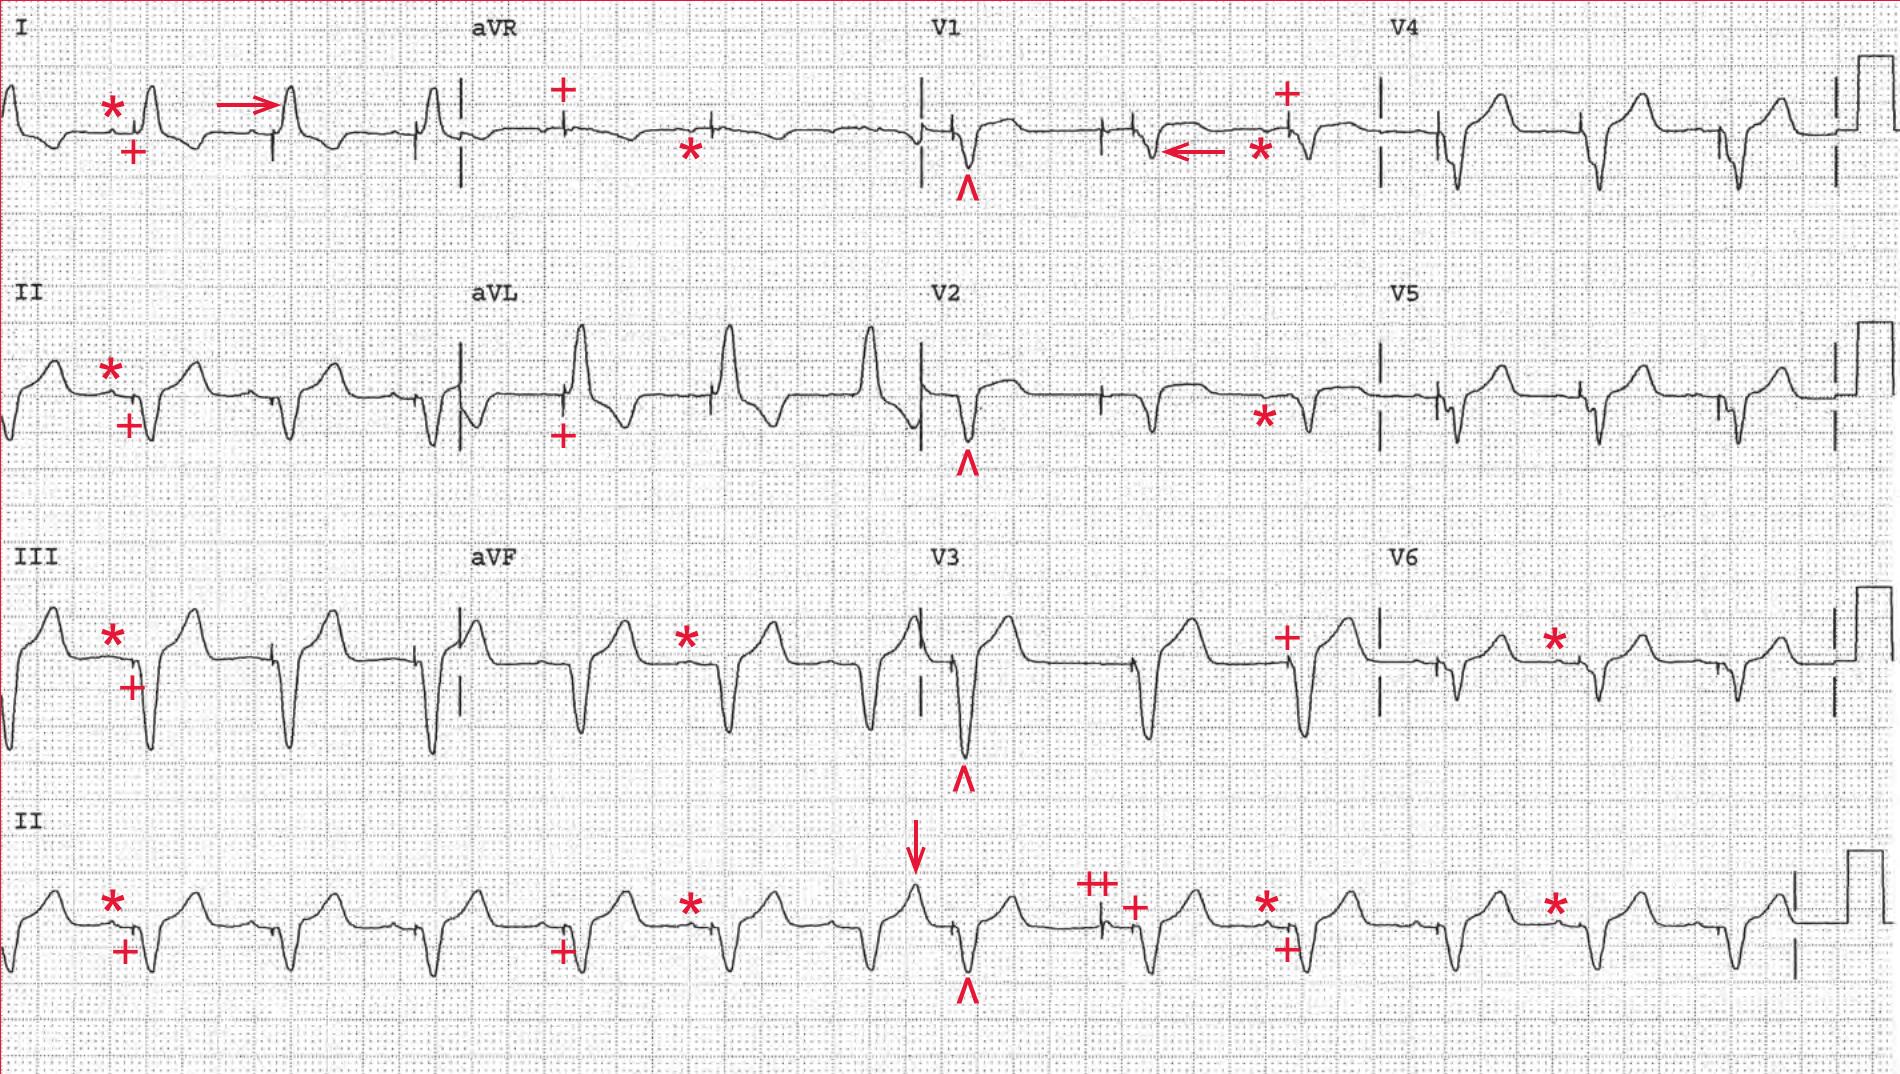 I aVR V1 V4
* + * + + * ^
II aVL V2 V5
* + + * ^
III aVF V3 V6
* + * + * ^
II
* + + * ++ + * + * ^